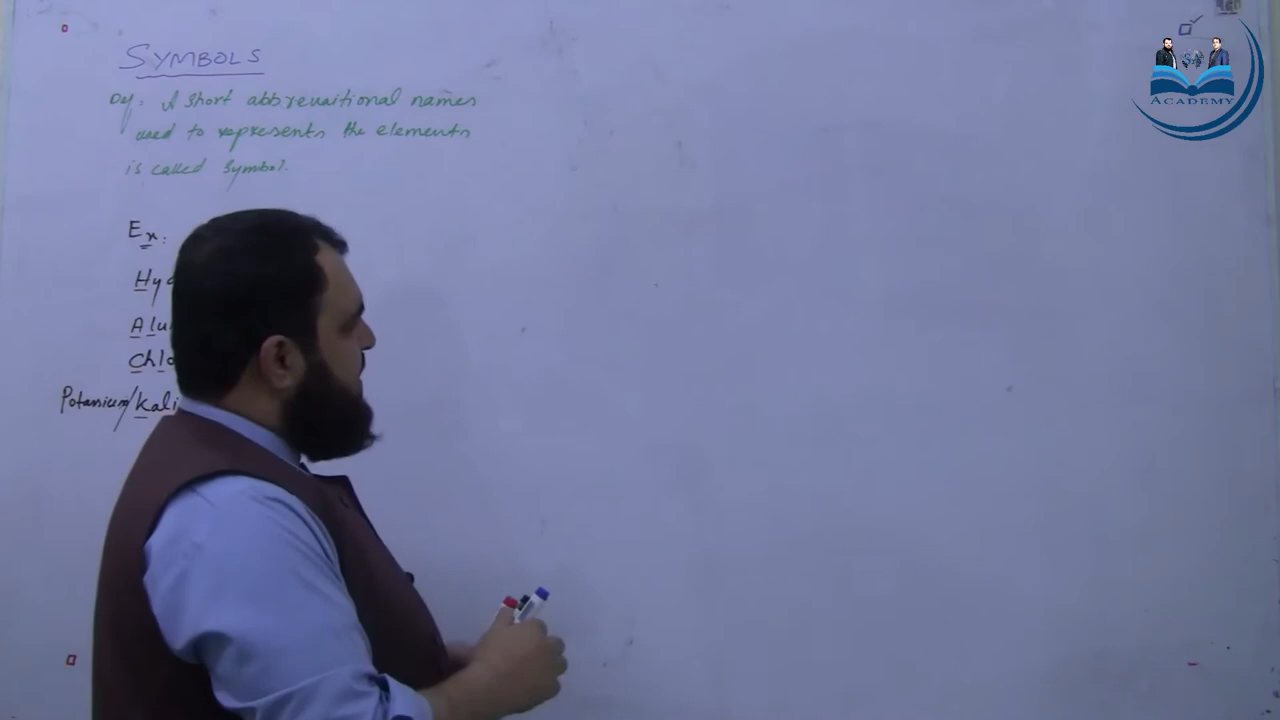 SYMBOLS
Def: A Short abbrevaitional names
used to represents the elements
is called Symbol.
Ex:
Hyd
Alu
Chlo
Potassium/Kali
ACADEMY